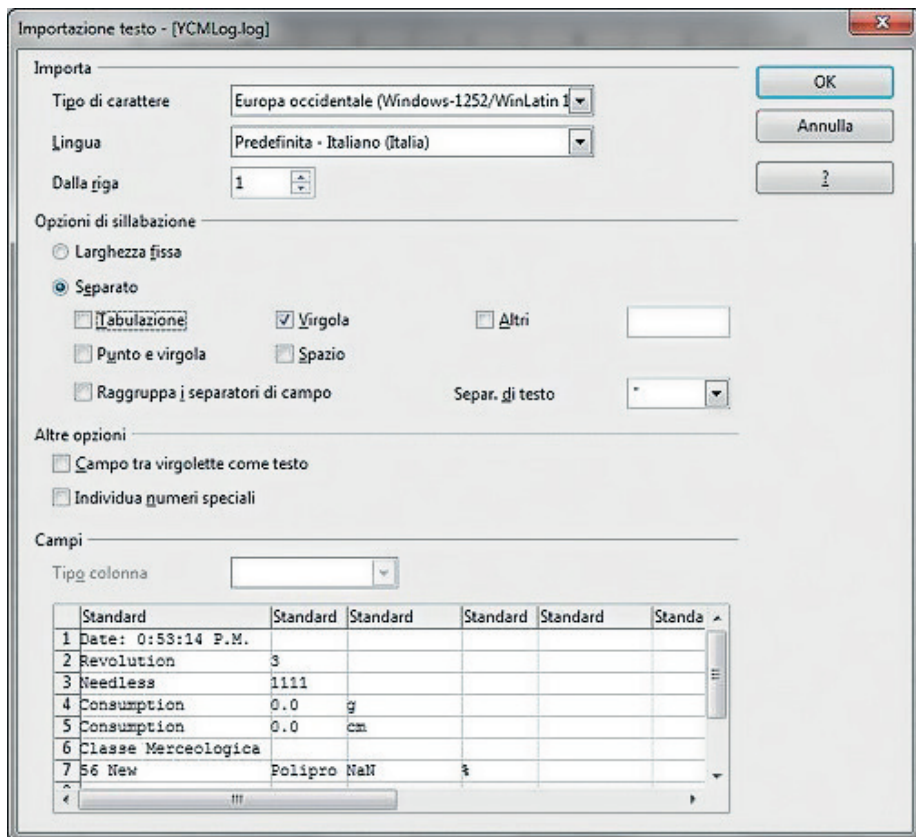 Importazione testo - [YCMLog.log]
Importa
Tipo di carattere Europa occidentale (Windows-1252/WinLatin 1
Lingua Predefinita - Italiano (Italia)
Dalla riga 1
OK
Annulla
?
Opzioni di sillabazione
Larghezza fissa
Separato
Tabulazione Virgola Altri
Punto e virgola Spazio
Raggruppa i separatori di campo Separ. di testo "
Altre opzioni
Campo tra virgolette come testo
Individua numeri speciali
Campi
Tipo colonna
Standard Standard Standard Standard Standard Standa
1 Date: 0:53:14 P.M.
2 Revolution 3
3 Needless 1111
4 Consumption 0.0 g
5 Consumption 0.0 cm
6 Classe Merceologica
7 56 New Polipro NaN %